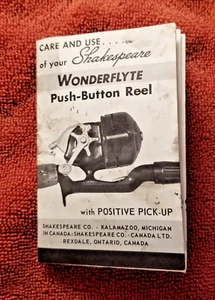 CARE AND USE....
of your Shakespeare
WONDERFLYTE
Push-Button Reel
with POSITIVE PICK-UP
SHAKESPEARE CO. - KALAMAZOO, MICHIGAN
IN CANADA: SHAKESPEARE CO. - CANADA LTD.
REXDALE, ONTARIO, CANADA